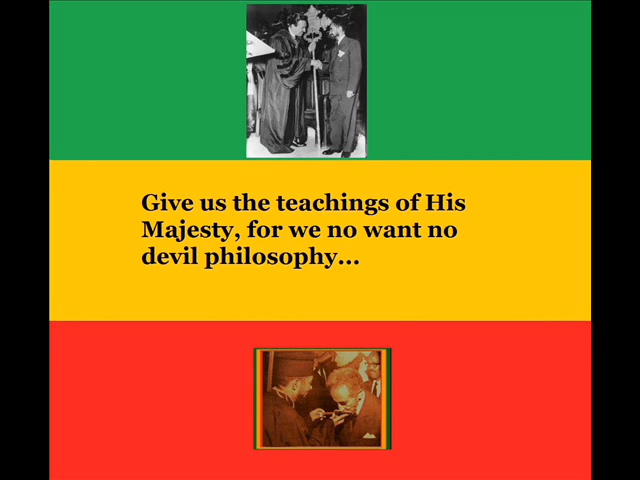 Give us the teachings of His
Majesty, for we no want no
devil philosophy...